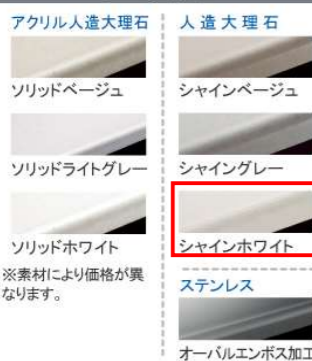 アクリル人造大理石
ソリッドベージュ
ソリッドライトグレー
ソリッドホワイト
※素材により価格が異
なります。
人造大理石
シャインベージュ
シャイングレー
シャインホワイト
ステンレス
オーバルエンボス加工